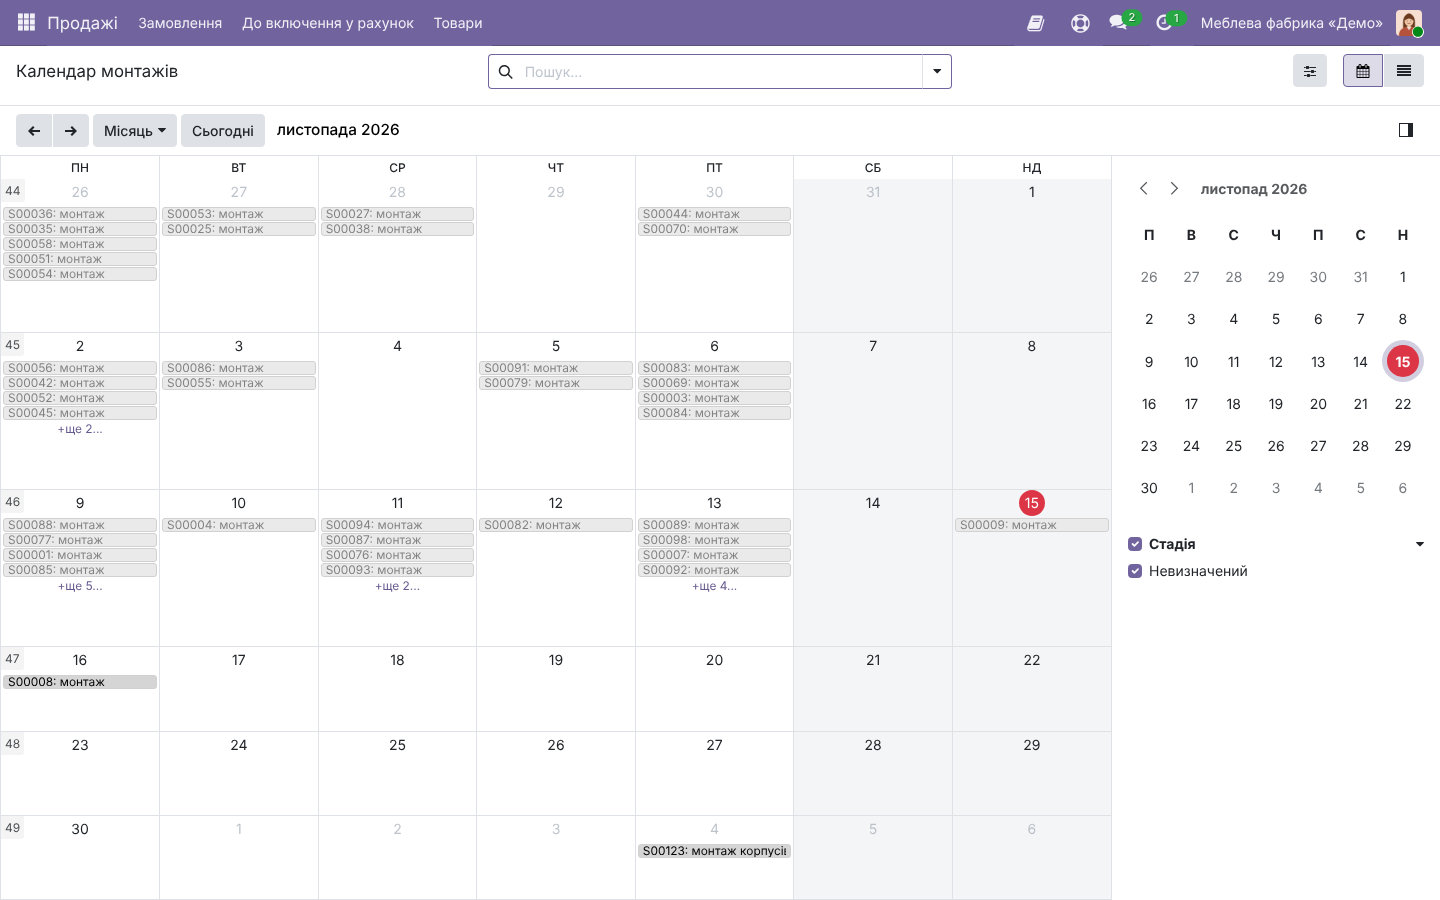 Продажі Замовлення До включення у рахунок Товари 2 1 Меблева фабрика «Демо»
Календар монтажів Пошук...
Місяць Сьогодні листопада 2026
ПН ВТ СР ЧТ ПТ СБ НД
44 26 27 28 29 30 31 1
S00036: монтаж S00053: монтаж S00027: монтаж S00044: монтаж
S00035: монтаж S00025: монтаж S00038: монтаж S00070: монтаж
S00058: монтаж
S00051: монтаж
S00054: монтаж
45 2 3 4 5 6 7 8
S00056: монтаж S00086: монтаж S00091: монтаж S00083: монтаж
S00042: монтаж S00055: монтаж S00079: монтаж S00069: монтаж
S00052: монтаж S00003: монтаж
S00045: монтаж S00084: монтаж
+ще 2...
46 9 10 11 12 13 14 15
S00088: монтаж S00004: монтаж S00094: монтаж S00082: монтаж S00089: монтаж S00009: монтаж
S00077: монтаж S00087: монтаж S00098: монтаж
S00001: монтаж S00076: монтаж S00007: монтаж
S00085: монтаж S00093: монтаж S00092: монтаж
+ще 5... +ще 2... +ще 4...
47 16 17 18 19 20 21 22
S00008: монтаж
48 23 24 25 26 27 28 29
49 30 1 2 3 4 5 6
S00123: монтаж корпусів
листопад 2026
П В С Ч П С Н
26 27 28 29 30 31 1
2 3 4 5 6 7 8
9 10 11 12 13 14 15
16 17 18 19 20 21 22
23 24 25 26 27 28 29
30 1 2 3 4 5 6
Стадія
Невизначений